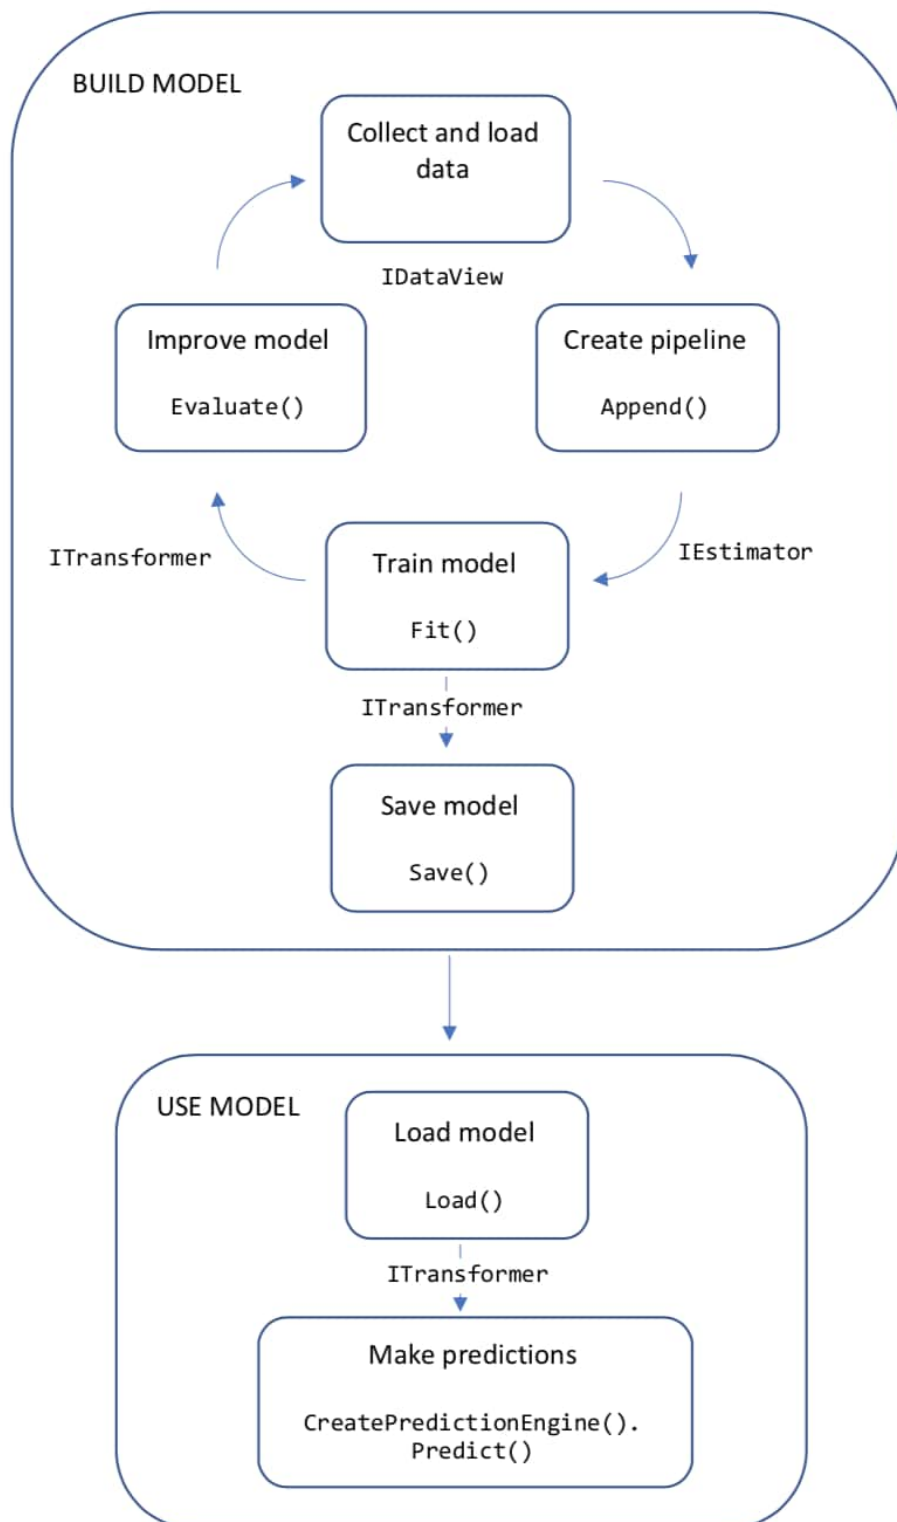 BUILD MODEL
Collect and load
data
IDataView
Improve model
Evaluate()
Create pipeline
Append()
ITransformer
IEstimator
Train model
Fit()
ITransformer
Save model
Save()
USE MODEL
Load model
Load()
ITransformer
Make predictions
CreatePredictionEngine().
Predict()